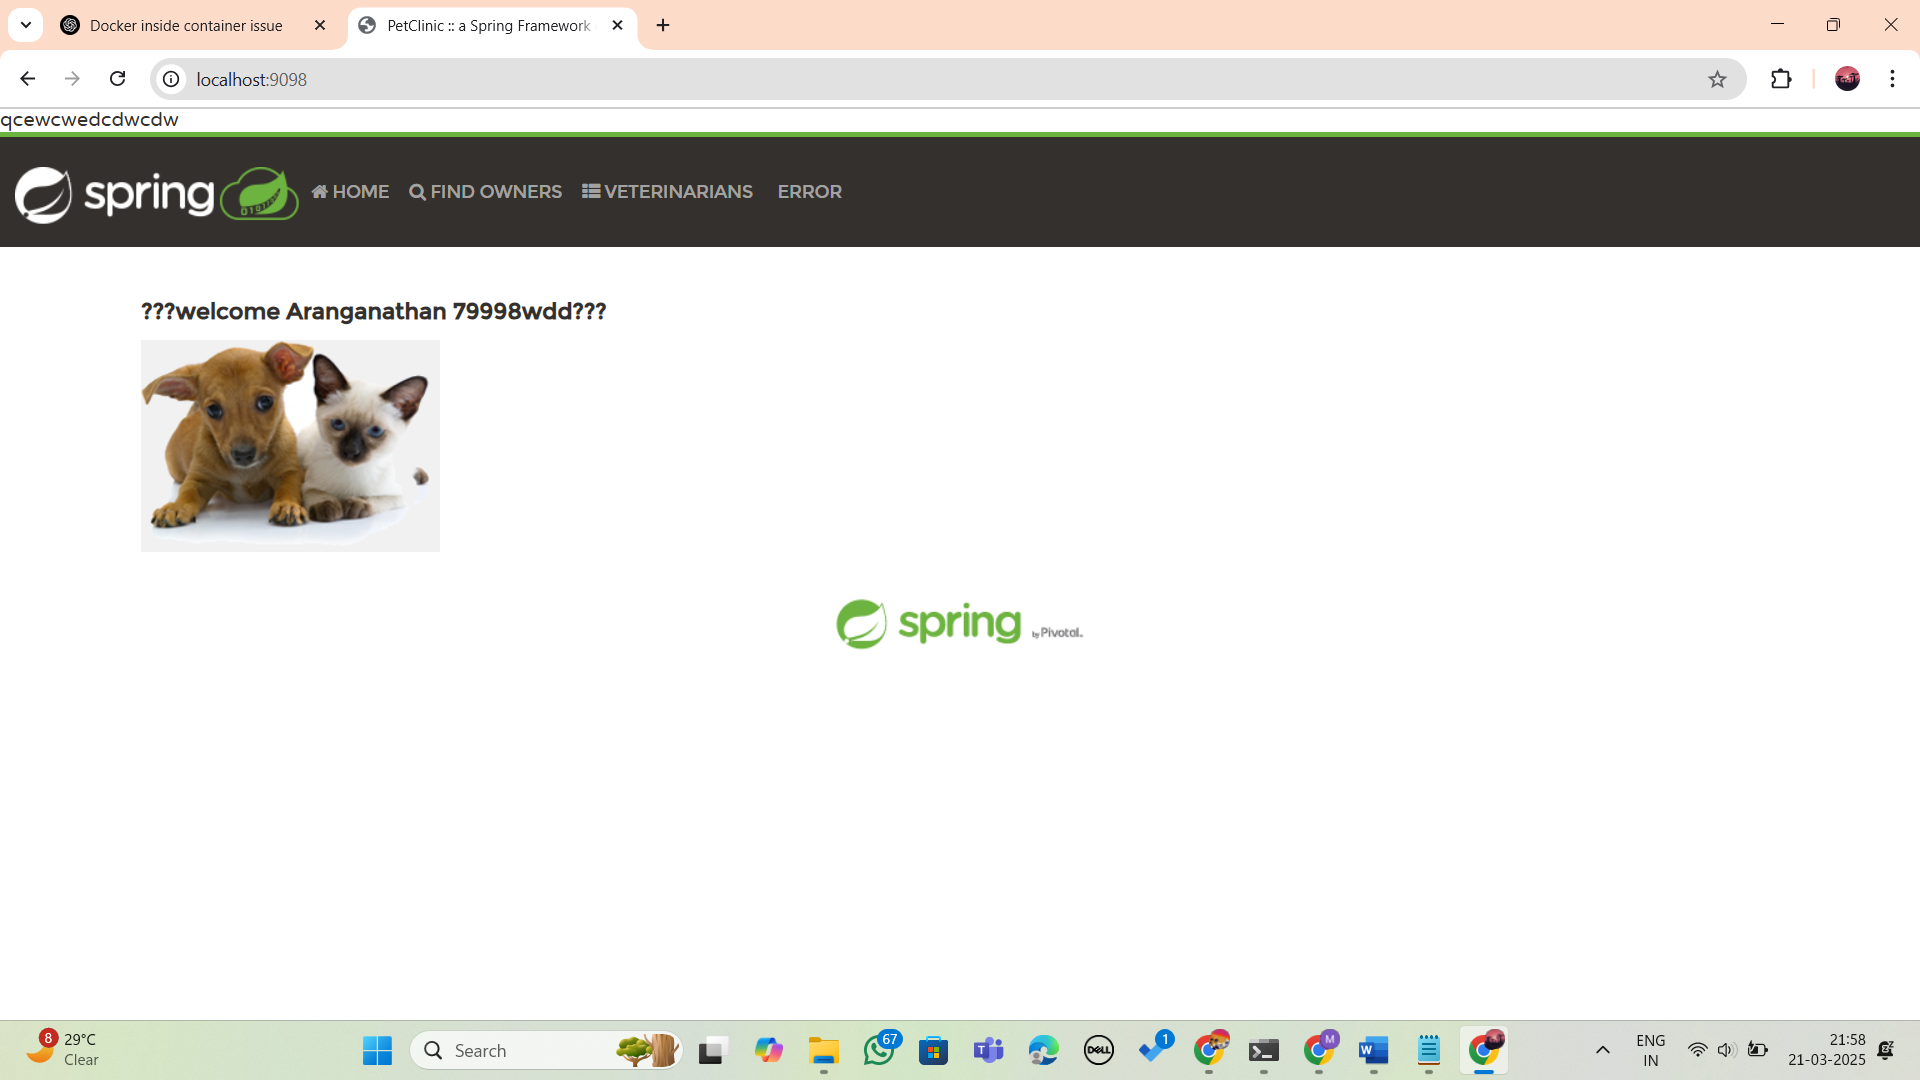 Docker inside container issue
PetClinic :: a Spring Framework
localhost:9098
qcewcwedcdwcdw
spring HOME FIND OWNERS VETERINARIANS ERROR
???welcome Aranganathan 79998wdd???
spring by Pivotal
8 29°C
Clear
Search
67
1
M
DELL
ENG
IN
21:58
21-03-2025